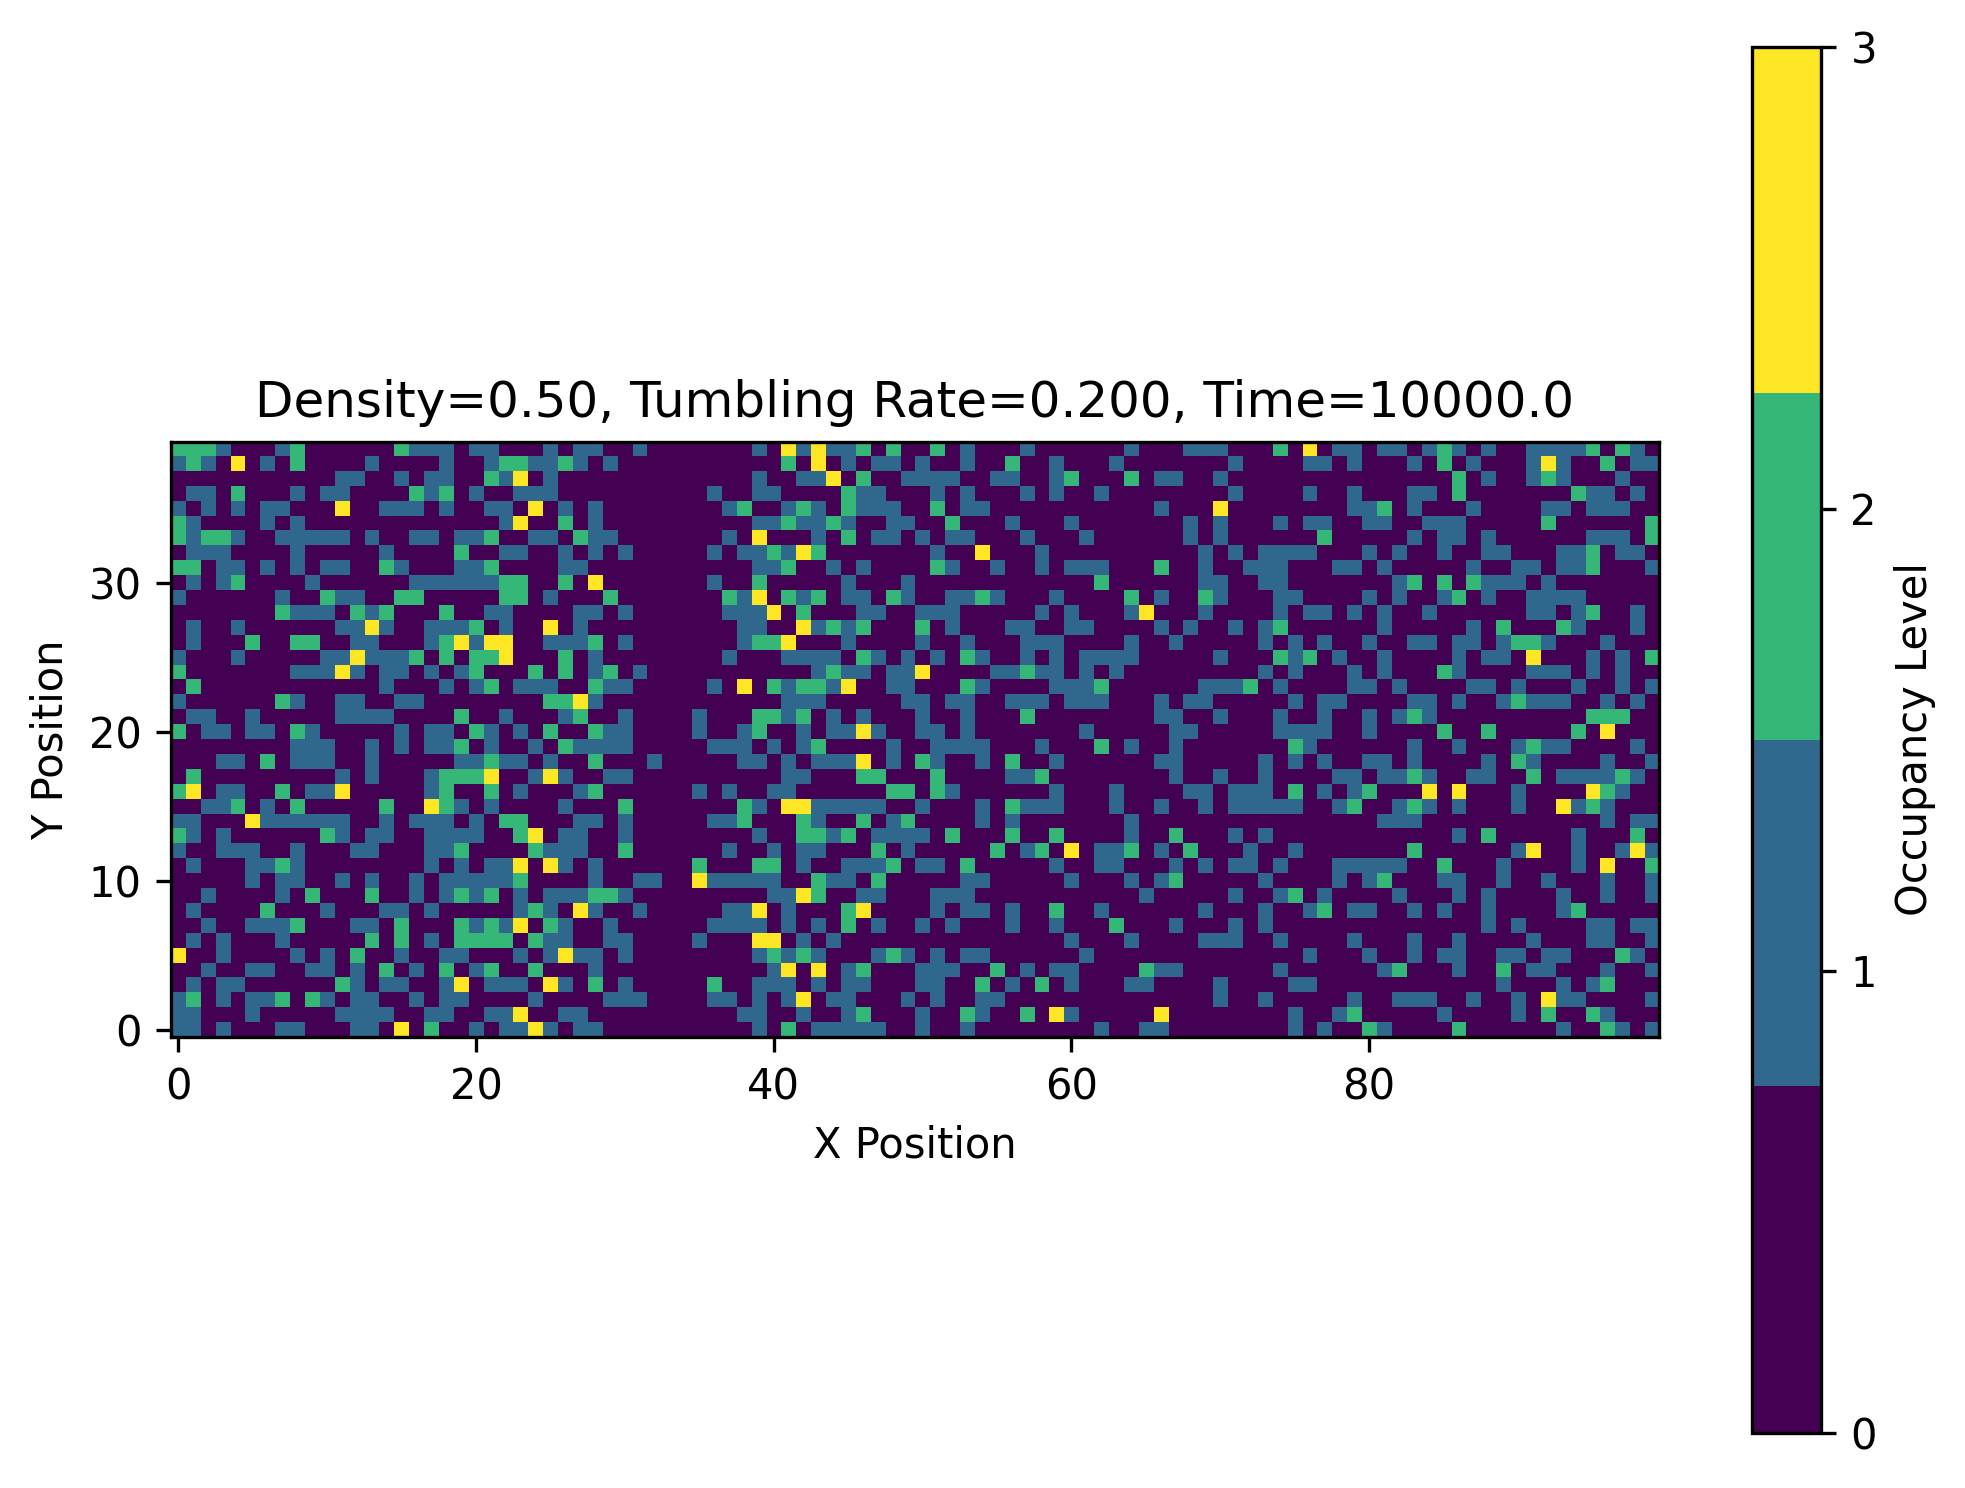 Density=0.50, Tumbling Rate=0.200, Time=10000.0
30
20
10
0
Y Position
0 20 40 60 80
X Position
3
2
1
0
Occupancy Level